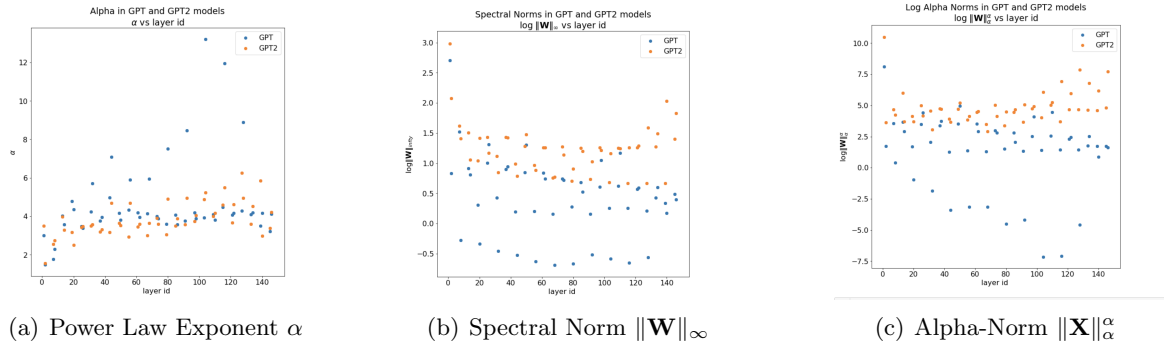 Alpha in GPT and GPT2 models
α vs layer id
GPT
GPT2
12
10
8
6
4
2
α
0 20 40 60 80 100 120 140
layer id
(a) Power Law Exponent α
Spectral Norms in GPT and GPT2 models
log ‖W‖∞ vs layer id
GPT
GPT2
3.0
2.5
2.0
1.5
1.0
0.5
0.0
−0.5
0 20 40 60 80 100 120 140
layer id
(b) Spectral Norm ‖W‖∞
Log Alpha Norms in GPT and GPT2 models
log ‖W‖αα vs layer id
GPT
GPT2
10.0
7.5
5.0
2.5
0.0
−2.5
−5.0
−7.5
log‖W‖αα
0 20 40 60 80 100 120 140
layer id
(c) Alpha-Norm ‖X‖αα